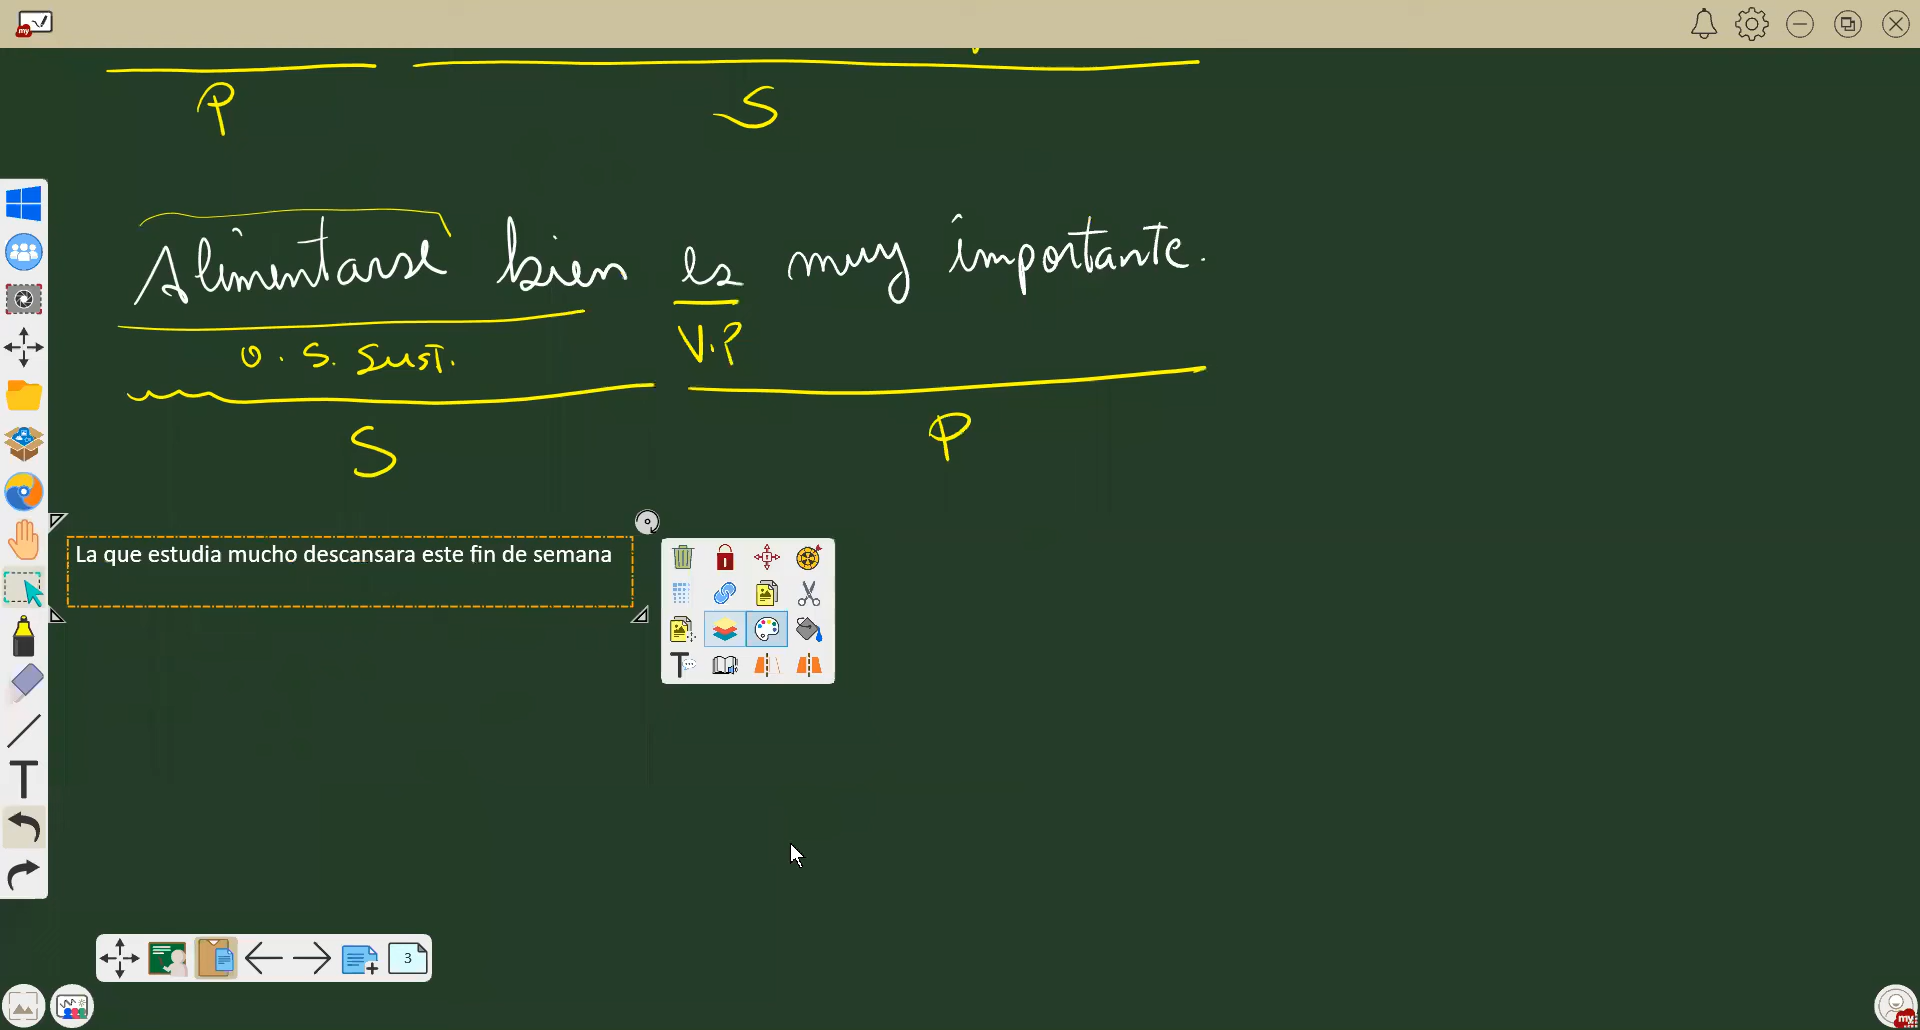 P S
Alimentarse bien es muy importante.
O. S. Sust. V.P
S P
La que estudia mucho descansara este fin de semana
3